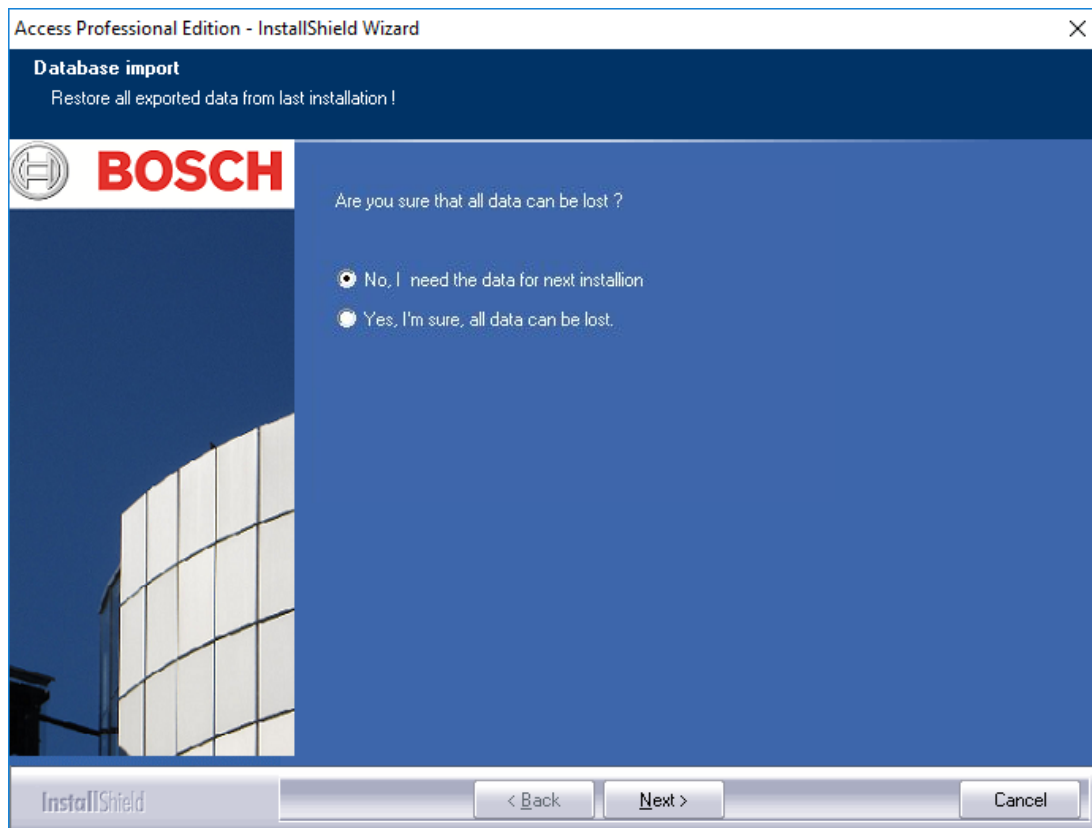 Access Professional Edition - InstallShield Wizard
Database import
Restore all exported data from last installation !
BOSCH
Are you sure that all data can be lost ?
No, I need the data for next installion
Yes, I'm sure, all data can be lost.
InstallShield
< Back
Next >
Cancel